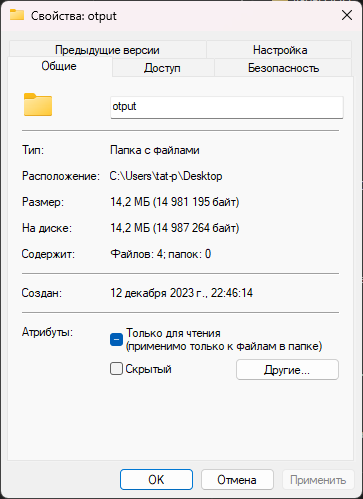 Свойства: otput
Предыдущие версии Настройка
Общие Доступ Безопасность
otput
Тип: Папка с файлами
Расположение: C:\Users\tat-p\Desktop
Размер: 14,2 МБ (14 981 195 байт)
На диске: 14,2 МБ (14 987 264 байт)
Содержит: Файлов: 4; папок: 0
Создан: 12 декабря 2023 г., 22:46:14
Атрибуты: Только для чтения
(применимо только к файлам в папке)
Скрытый Другие...
OK Отмена Применить